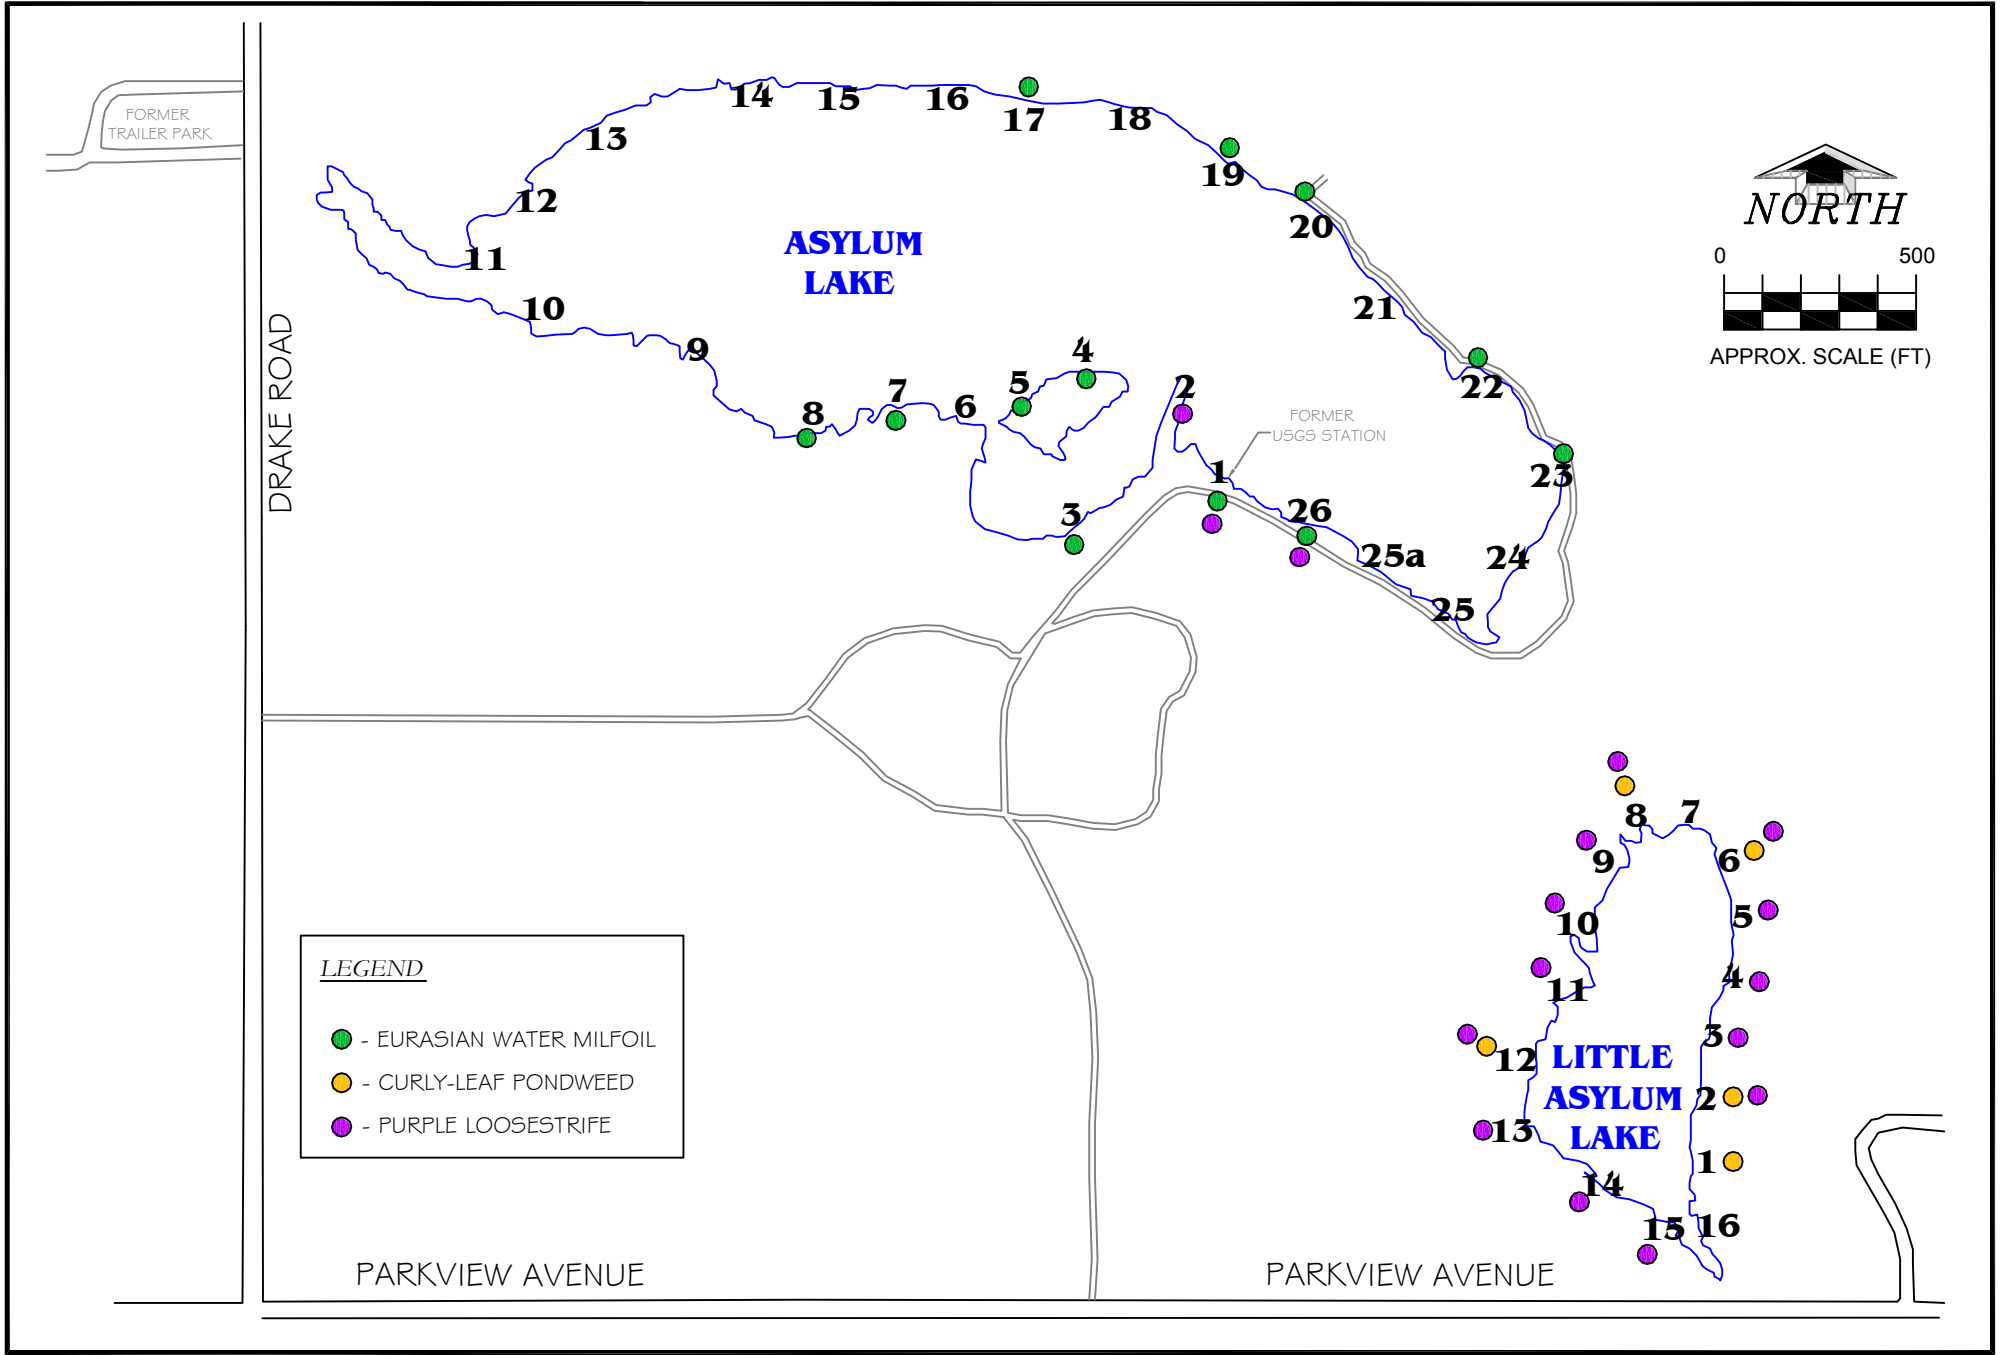 FORMER
TRAILER PARK
14
15
16
17
18
13
19
12
20
NORTH
ASYLUM
LAKE
11
0 500
10
21
APPROX. SCALE (FT)
9
4
5
2
22
7
6
8
FORMER
USGS STATION
DRAKE ROAD
1
23
3
26
25a
24
25
8
7
9
6
10
5
11
4
3
12
LITTLE
ASYLUM
LAKE
2
13
1
14
15
16
LEGEND
- EURASIAN WATER MILFOIL
- CURLY-LEAF PONDWEED
- PURPLE LOOSESTRIFE
PARKVIEW AVENUE
PARKVIEW AVENUE